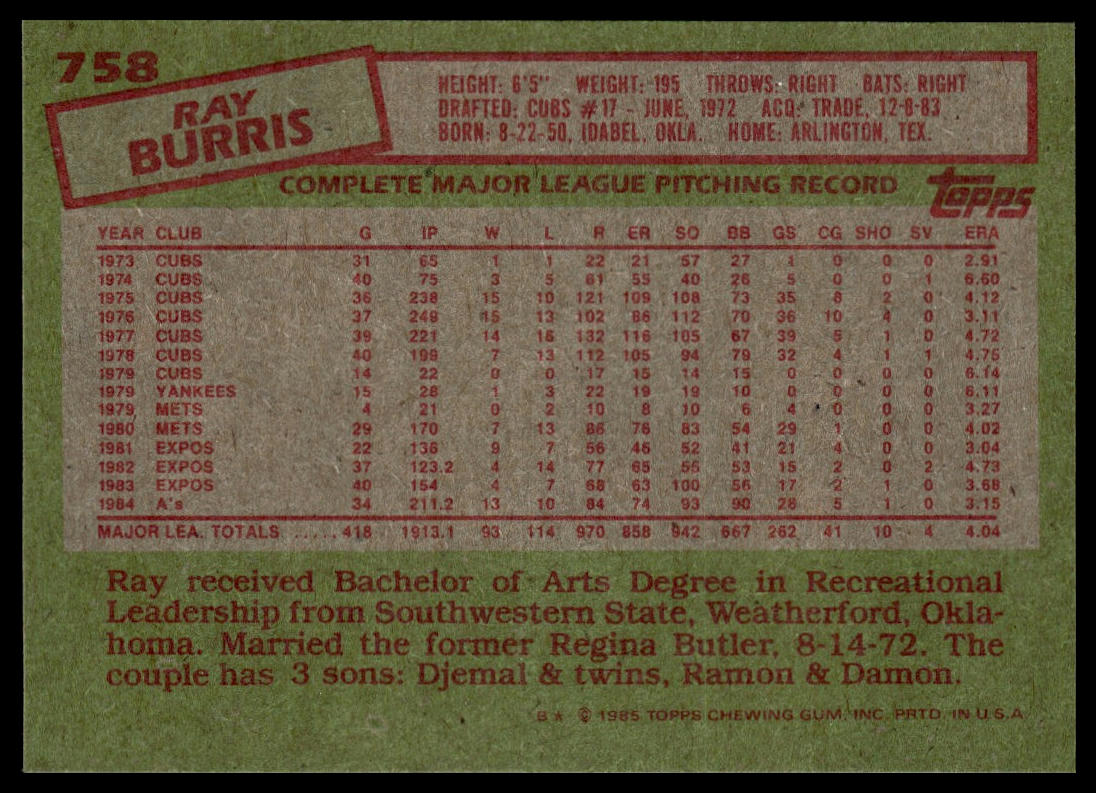 758
RAY
BURRIS
HEIGHT: 6'5" WEIGHT: 195 THROWS: RIGHT BATS: RIGHT
DRAFTED: CUBS #17 - JUNE, 1972 ACQ: TRADE, 12-8-83
BORN: 8-22-50, IDABEL, OKLA. HOME: ARLINGTON, TEX.
COMPLETE MAJOR LEAGUE PITCHING RECORD
topps
YEAR CLUB G IP W L R ER SO BB GS CG SHO SV ERA
1973 CUBS 31 65 1 1 22 21 57 27 1 0 0 0 2.91
1974 CUBS 40 75 3 5 61 55 40 26 5 0 0 1 6.60
1975 CUBS 36 238 15 10 121 109 108 73 35 8 2 0 4.12
1976 CUBS 37 249 15 13 102 86 112 70 36 10 4 0 3.11
1977 CUBS 39 221 14 16 132 116 105 67 39 5 1 0 4.72
1978 CUBS 40 199 7 13 112 105 94 79 32 4 1 1 4.75
1979 CUBS 14 22 0 0 17 15 14 15 0 0 0 0 6.14
1979 YANKEES 15 28 1 3 22 19 19 10 0 0 0 0 6.11
1979 METS 4 21 0 2 10 8 10 6 4 0 0 0 3.27
1980 METS 29 170 7 13 86 76 83 54 29 1 0 0 4.02
1981 EXPOS 22 136 9 7 56 46 52 41 21 4 0 0 3.04
1982 EXPOS 37 123.2 4 14 77 65 55 53 15 2 0 2 4.73
1983 EXPOS 40 154 4 7 68 63 100 56 17 2 1 0 3.68
1984 A's 34 211.2 13 10 84 74 93 90 28 5 1 0 3.15
MAJOR LEA. TOTALS ..... 418 1913.1 93 114 970 858 942 667 262 41 10 4 4.04
Ray received Bachelor of Arts Degree in Recreational
Leadership from Southwestern State, Weatherford, Okla-
homa. Married the former Regina Butler, 8-14-72. The
couple has 3 sons: Djemal & twins, Ramon & Damon.
B★ © 1985 TOPPS CHEWING GUM, INC. PRTD. IN U.S.A